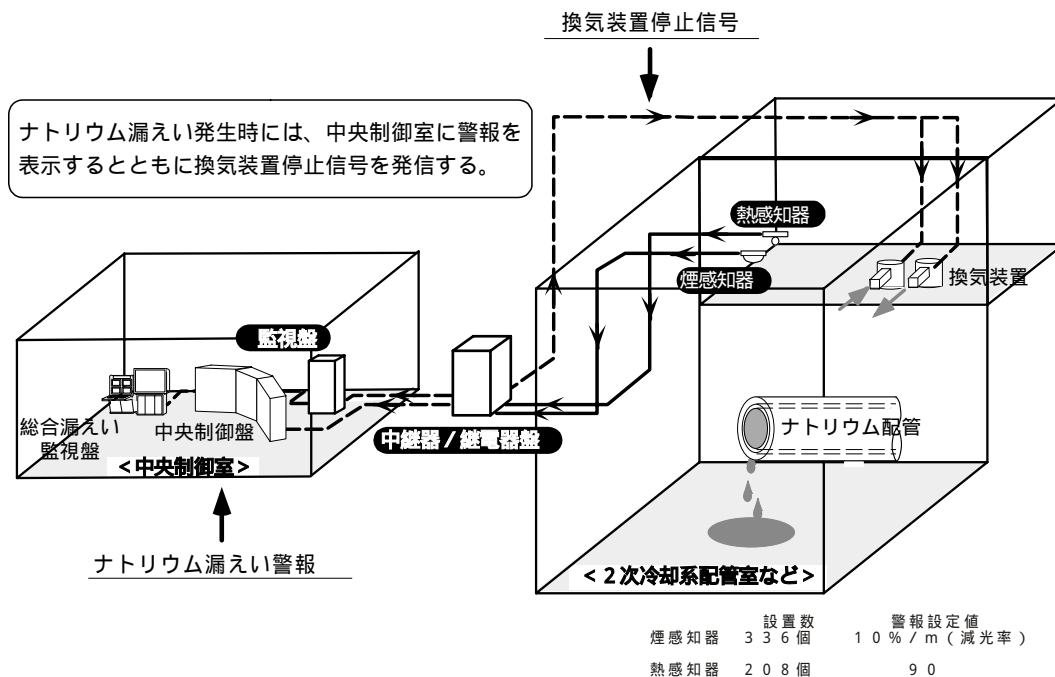 換気装置停止信号
ナトリウム漏えい発生時には、中央制御室に警報を
表示するとともに換気装置停止信号を発信する。
熱感知器
煙感知器
換気装置
監視盤
総合漏えい
監視盤
中央制御盤
<中央制御室>
中継器/継電器盤
ナトリウム配管
ナトリウム漏えい警報
<2次冷却系配管室など>
設置数 警報設定値
煙感知器 336個 10%/m(減光率)
熱感知器 208個 90